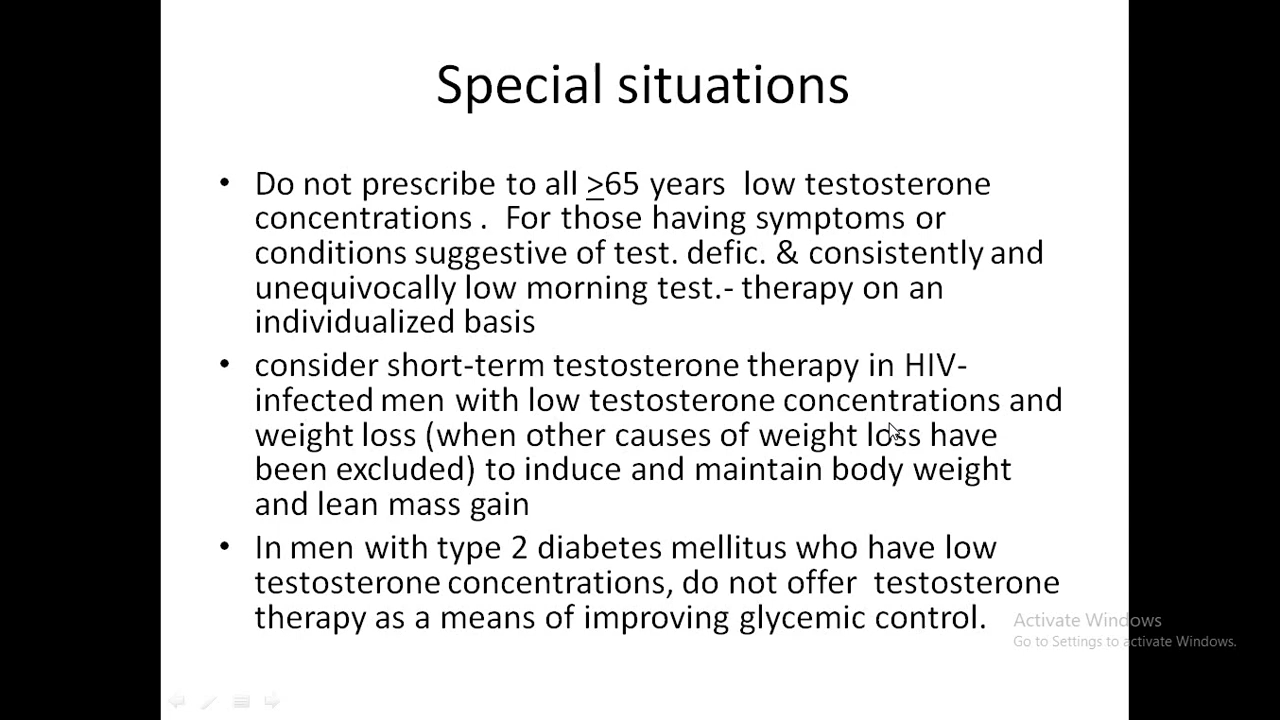 Special situations
• Do not prescribe to all ≥65 years low testosterone
concentrations . For those having symptoms or
conditions suggestive of test. defic. & consistently and
unequivocally low morning test.- therapy on an
individualized basis
• consider short-term testosterone therapy in HIV-
infected men with low testosterone concentrations and
weight loss (when other causes of weight loss have
been excluded) to induce and maintain body weight
and lean mass gain
• In men with type 2 diabetes mellitus who have low
testosterone concentrations, do not offer testosterone
therapy as a means of improving glycemic control.
Activate Windows
Go to Settings to activate Windows.